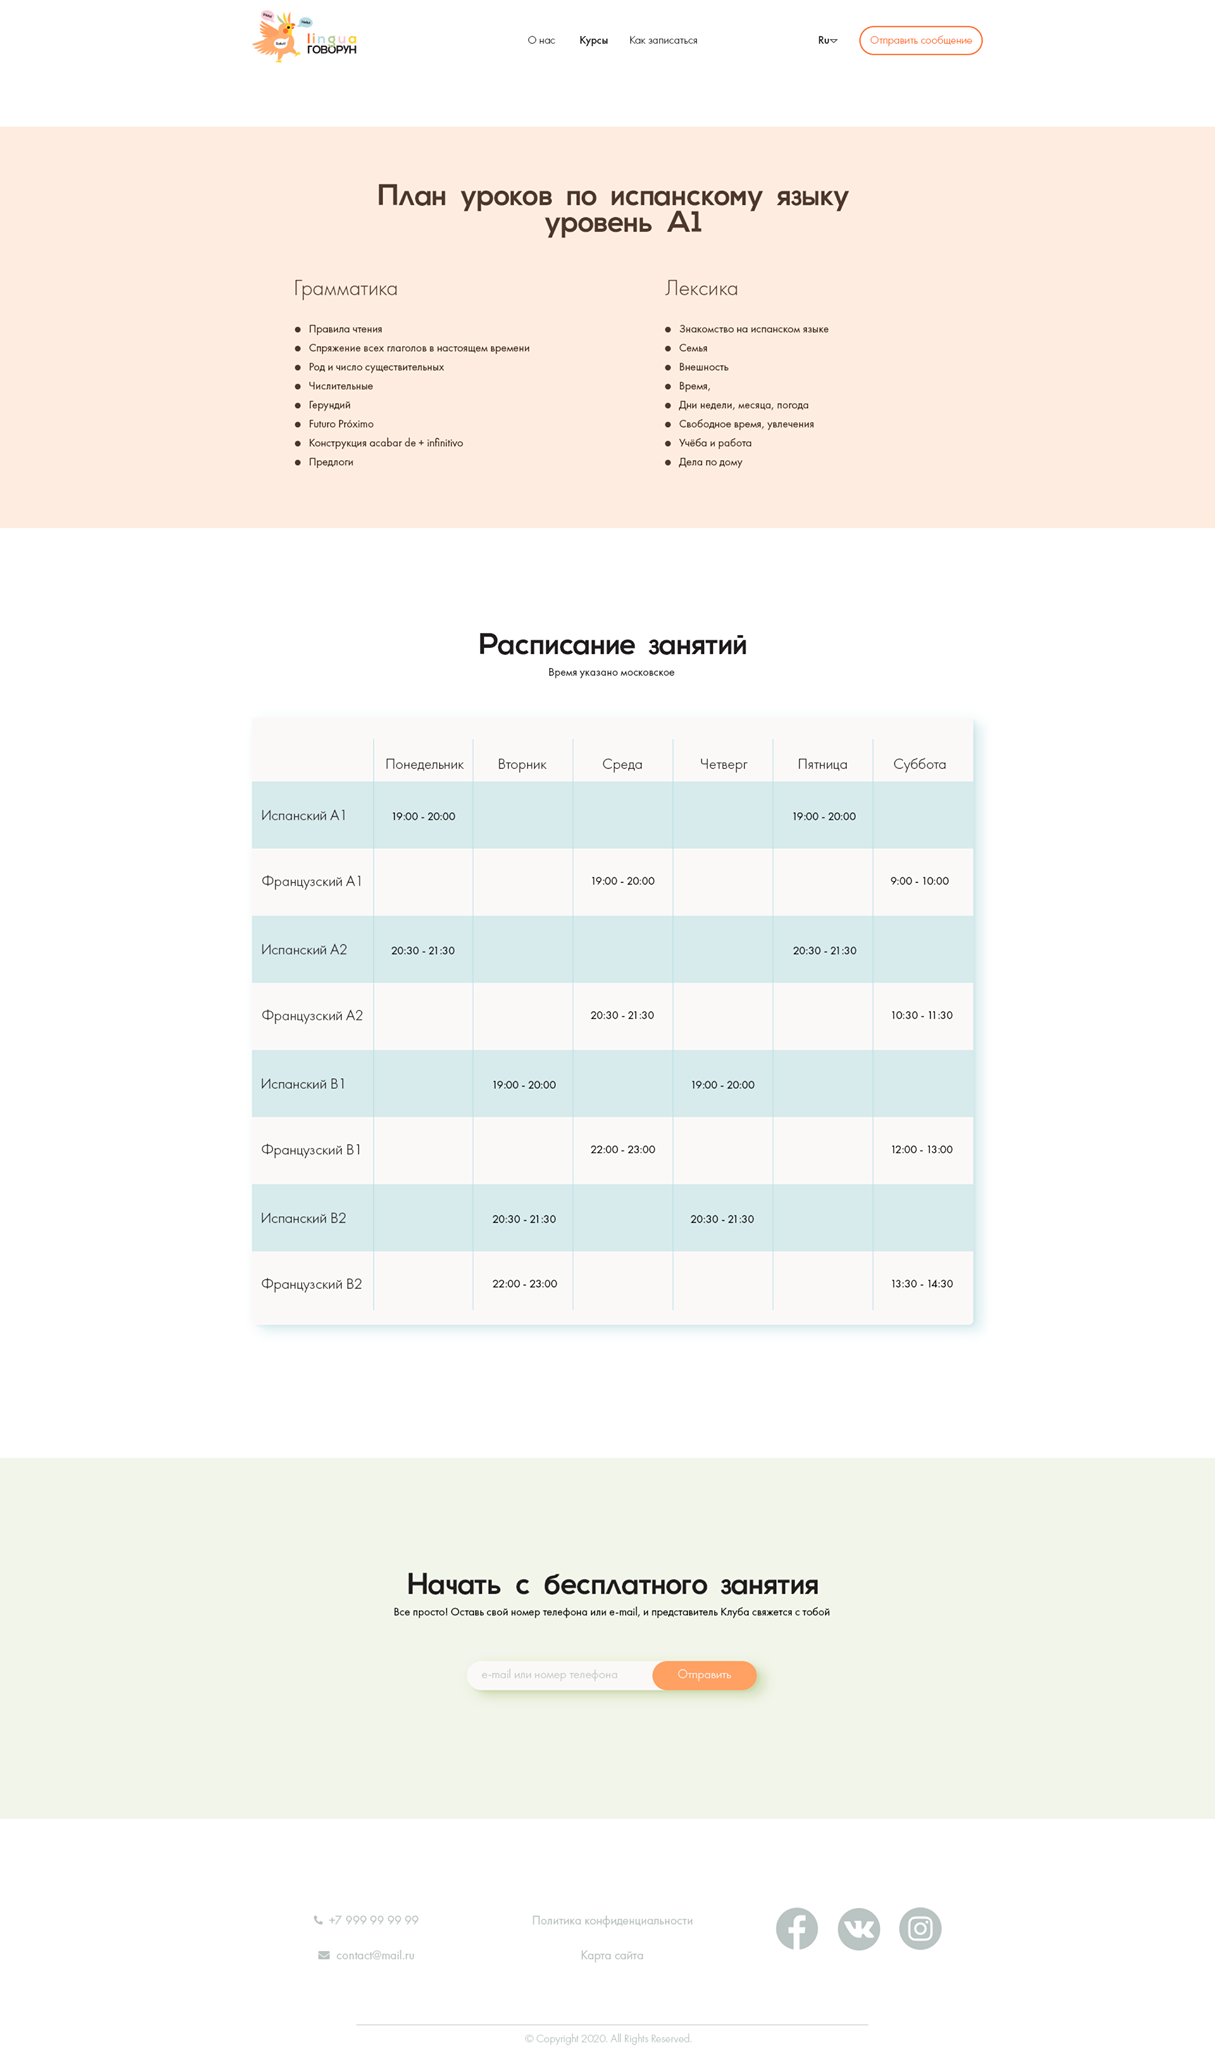 lingua
ГОВОРУН
О нас
Курсы
Как записаться
Ru
Отправить сообщение
План уроков по испанскому языку
уровень А1
Грамматика
Правила чтения
Спряжение всех глаголов в настоящем времени
Род и число существительных
Числительные
Герундий
Futuro Próximo
Конструкция acabar de + infinitivo
Предлоги
Лексика
Знакомство на испанском языке
Семья
Внешность
Время,
Дни недели, месяца, погода
Свободное время, увлечения
Учёба и работа
Дела по дому
Расписание занятий
Время указано московское
Понедельник Вторник Среда Четверг Пятница Суббота
Испанский А1 19:00 - 20:00 19:00 - 20:00
Французский А1 19:00 - 20:00 9:00 - 10:00
Испанский А2 20:30 - 21:30 20:30 - 21:30
Французский А2 20:30 - 21:30 10:30 - 11:30
Испанский В1 19:00 - 20:00 19:00 - 20:00
Французский В1 22:00 - 23:00 12:00 - 13:00
Испанский В2 20:30 - 21:30 20:30 - 21:30
Французский В2 22:00 - 23:00 13:30 - 14:30
Начать с бесплатного занятия
Все просто! Оставь свой номер телефона или e-mail, и представитель Клуба свяжется с тобой
e-mail или номер телефона
Отправить
+7 999 99 99 99
contact@mail.ru
Политика конфиденциальности
Карта сайта
© Copyright 2020. All Rights Reserved.